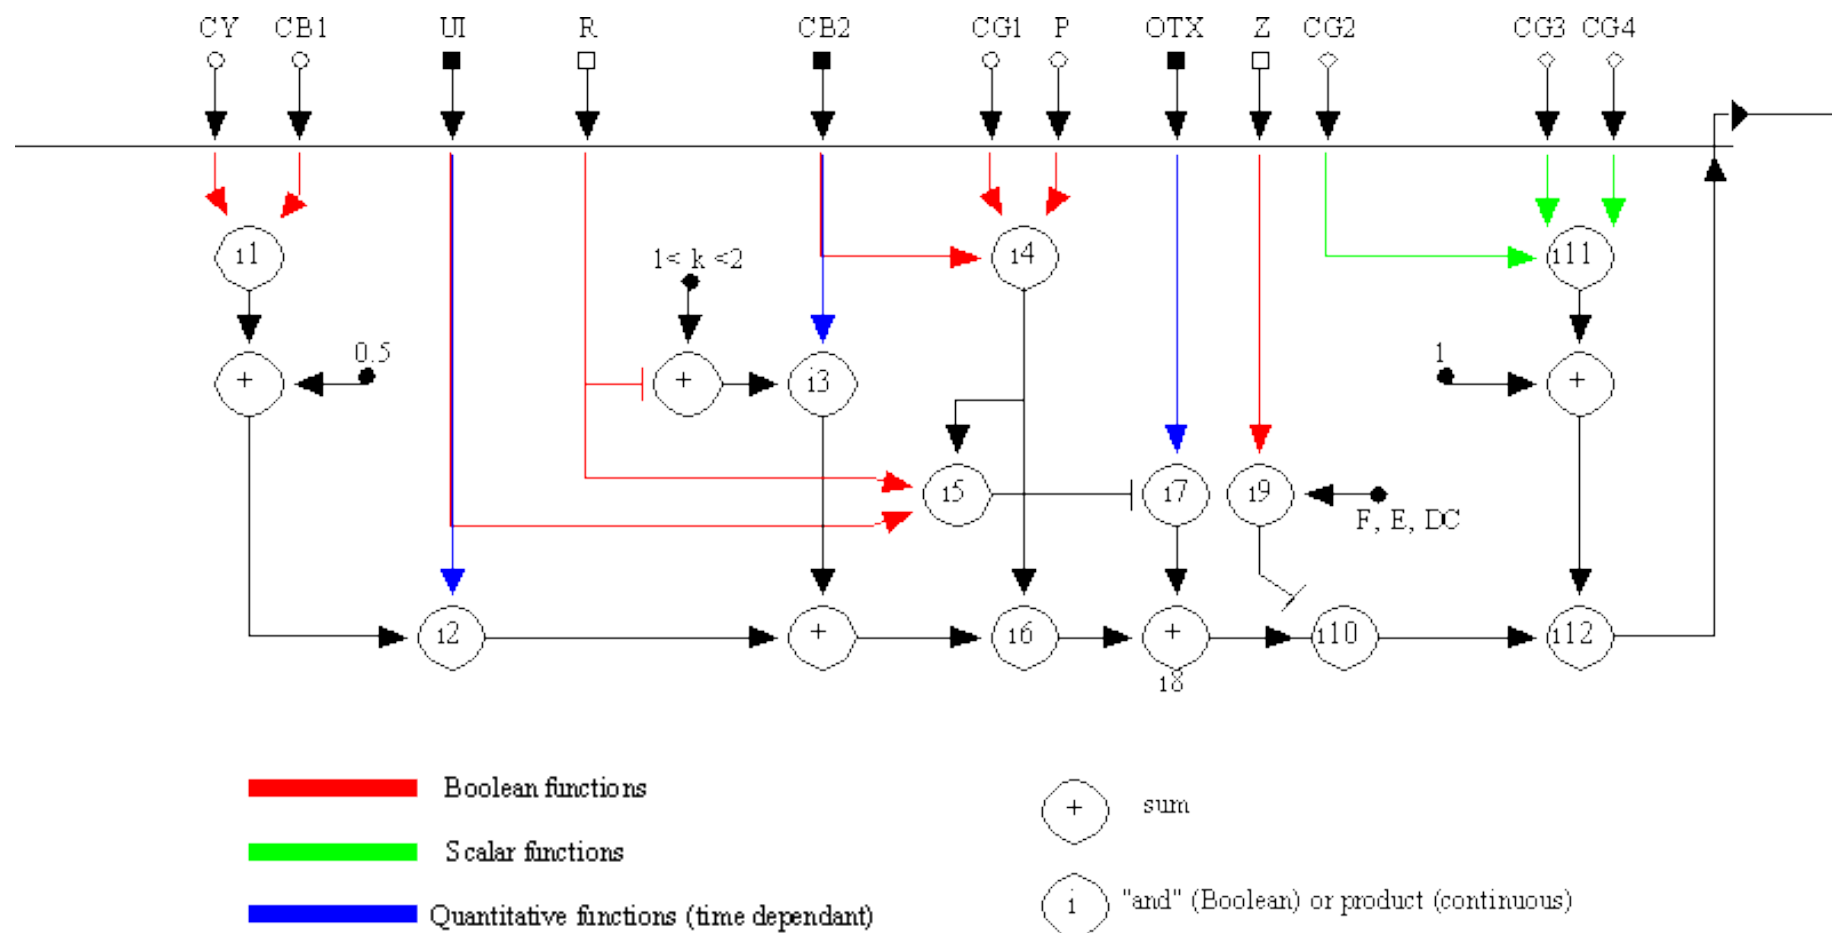 CY CB1 UI R CB2 CG1 P OTX Z CG2 CG3 CG4
i1 i4 i11
1< k <2
0.5 1
+ + i3 +
i5 i7 i9
F, E, DC
i2 + i6 + i10 i12
i8
Boolean functions
+ sum
Scalar functions
i "and" (Boolean) or product (continuous)
Quantitative functions (time dependant)